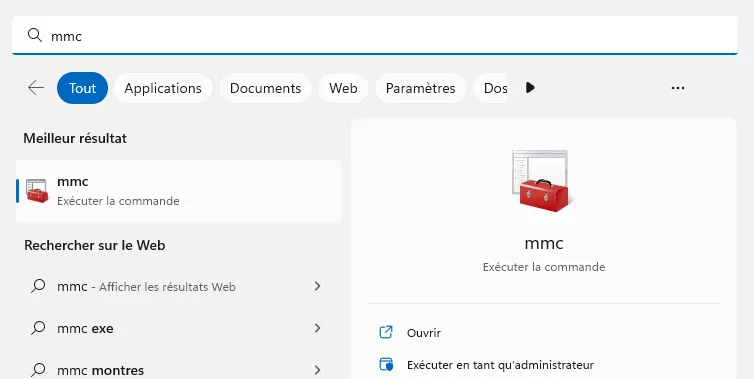 mmc
Tout Applications Documents Web Paramètres Dos
Meilleur résultat
mmc
Exécuter la commande
Rechercher sur le Web
mmc - Afficher les résultats Web
mmc exe
mmc montres
mmc
Exécuter la commande
Ouvrir
Exécuter en tant qu'administrateur